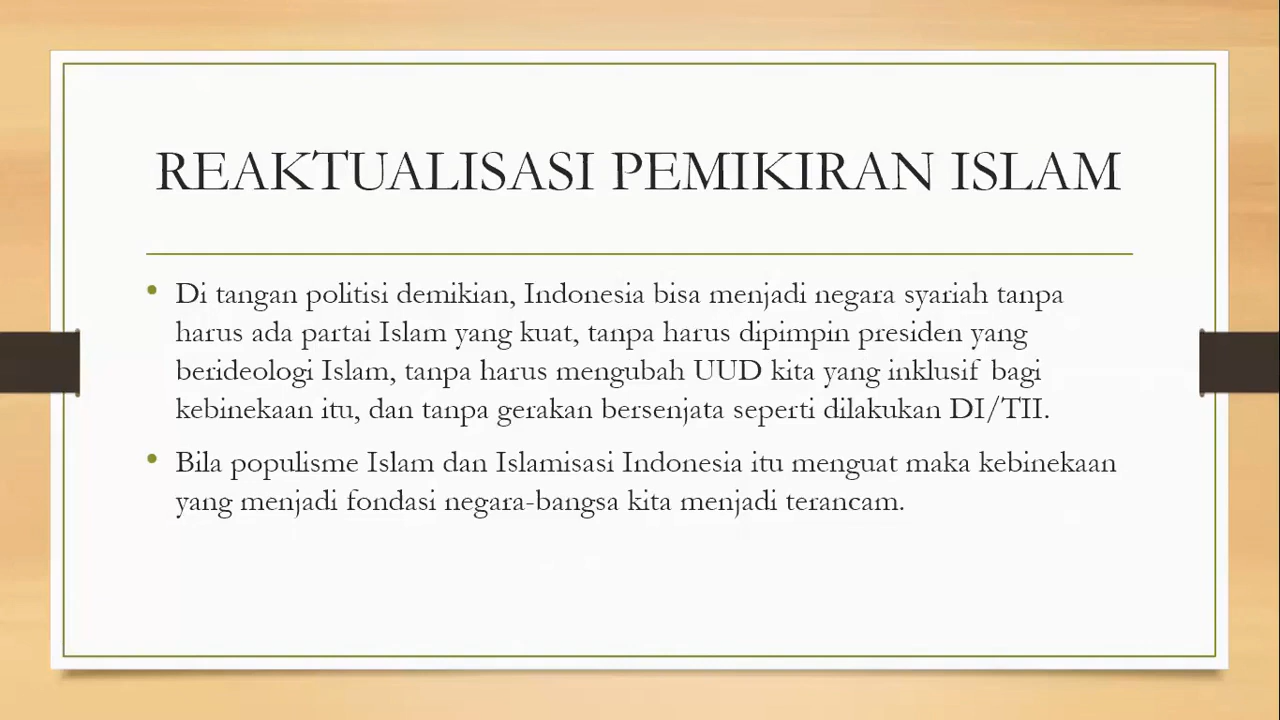 REAKTUALISASI PEMIKIRAN ISLAM
• Di tangan politisi demikian, Indonesia bisa menjadi negara syariah tanpa
harus ada partai Islam yang kuat, tanpa harus dipimpin presiden yang
berideologi Islam, tanpa harus mengubah UUD kita yang inklusif bagi
kebinekaan itu, dan tanpa gerakan bersenjata seperti dilakukan DI/TII.
• Bila populisme Islam dan Islamisasi Indonesia itu menguat maka kebinekaan
yang menjadi fondasi negara-bangsa kita menjadi terancam.